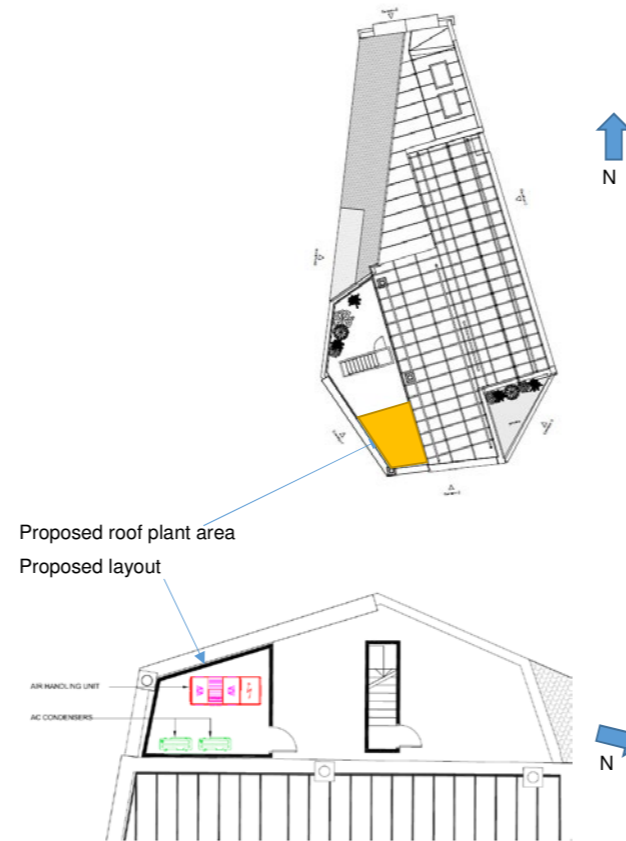 N
Proposed roof plant area
Proposed layout
AIR HANDLING UNIT
AC CONDENSERS
N